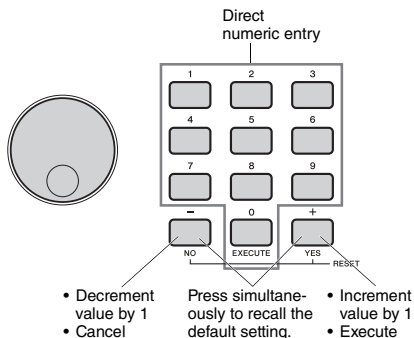 Direct
numeric entry
1 2 3
4 5 6
7 8 9
– 0 +
NO EXECUTE YES
RESET
• Decrement
value by 1
• Cancel
Press simultane-
ously to recall the
default setting.
• Increment
value by 1
• Execute